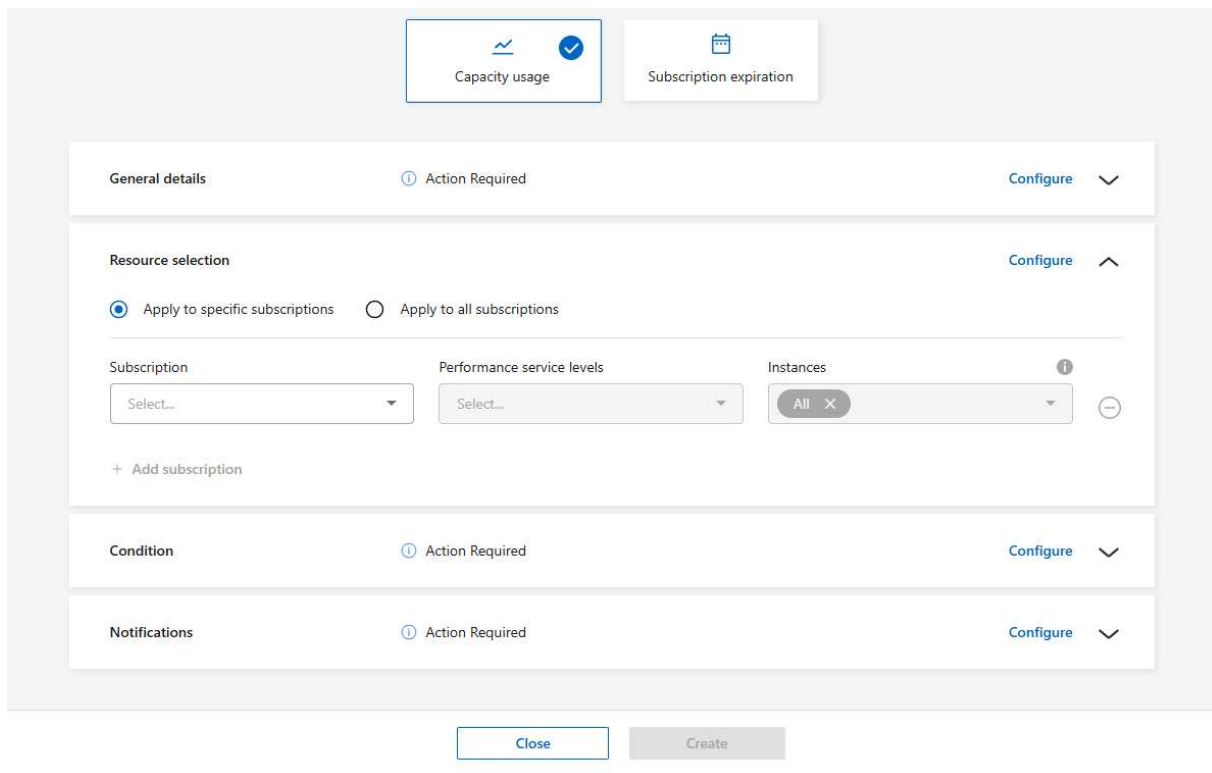 Capacity usage
Subscription expiration
General details
Action Required
Configure
Resource selection
Configure
Apply to specific subscriptions
Apply to all subscriptions
Subscription
Performance service levels
Instances
Select...
Select...
All
+ Add subscription
Condition
Action Required
Configure
Notifications
Action Required
Configure
Close
Create